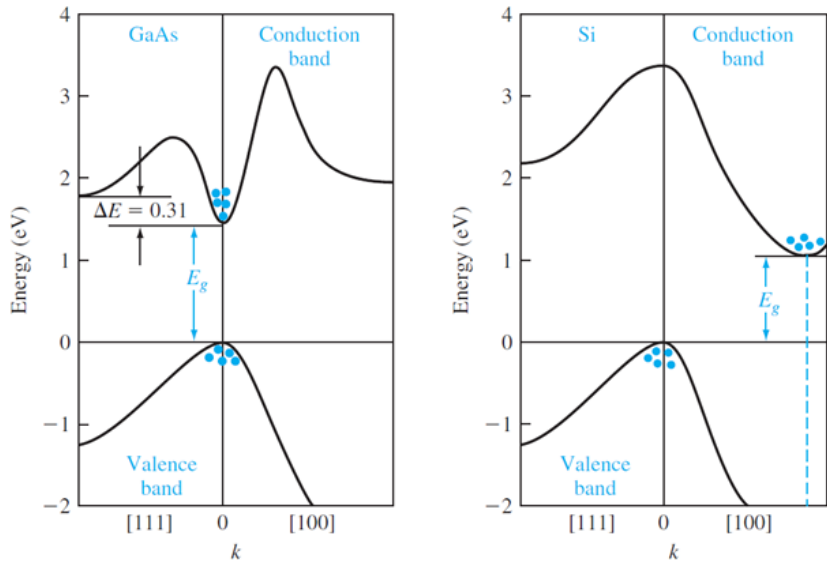 4
3
2
1
0
−1
−2
Energy (eV)
GaAs
Conduction
band
ΔE = 0.31
E_g
Valence
band
[111]
0
[100]
k
4
3
2
1
0
−1
−2
Energy (eV)
Si
Conduction
band
E_g
Valence
band
[111]
0
[100]
k